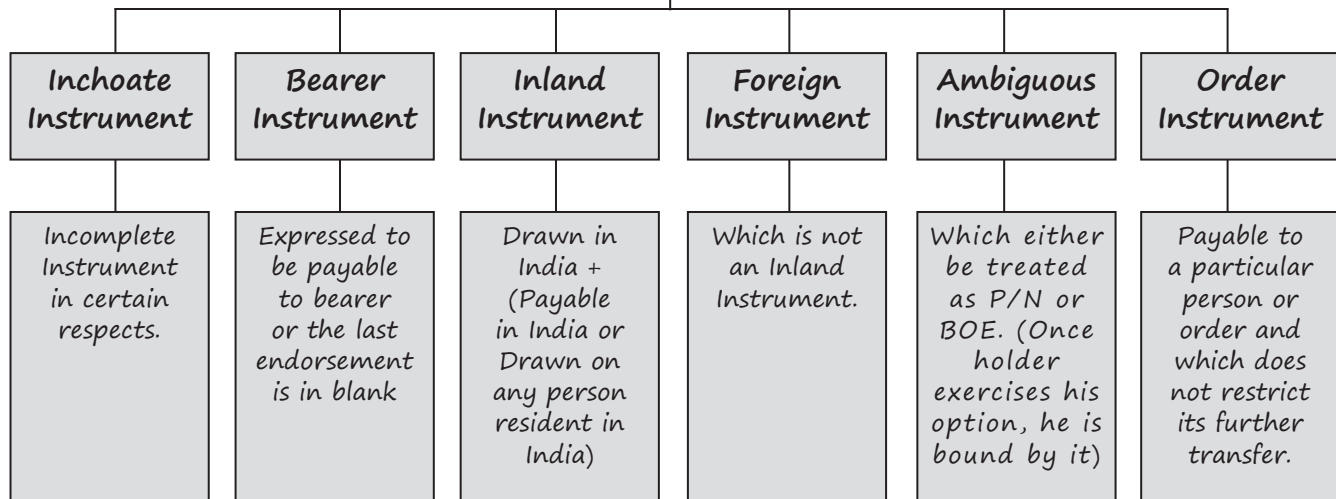 Inchoate
Instrument
Bearer
Instrument
Inland
Instrument
Foreign
Instrument
Ambiguous
Instrument
Order
Instrument
Incomplete
Instrument
in certain
respects.
Expressed to
be payable
to bearer
or the last
endorsement
is in blank
Drawn in
India +
(Payable
in India or
Drawn on
any person
resident in
India)
Which is not
an Inland
Instrument.
Which either
be treated
as P/N or
BOE. (Once
holder
exercises his
option, he is
bound by it)
Payable to
a particular
person or
order and
which does
not restrict
its further
transfer.